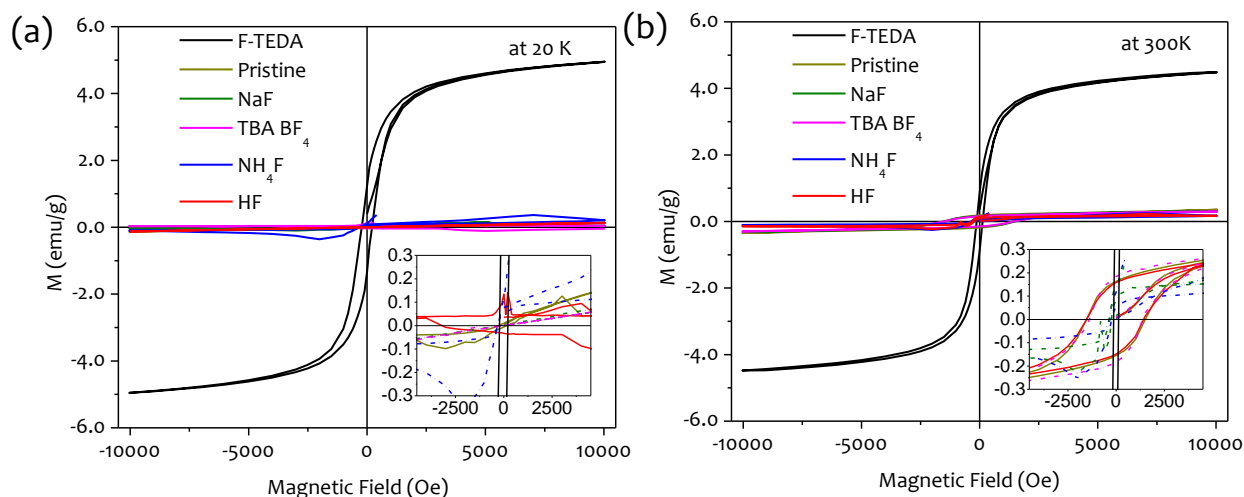 (a)
6.0
4.0
2.0
0.0
-2.0
-4.0
-6.0
M (emu/g)
F-TEDA
Pristine
NaF
TBA BF4
NH4F
HF
at 20 K
0.3
0.2
0.1
0.0
-0.1
-0.2
-0.3
-2500 0 2500
-10000 -5000 0 5000 10000
Magnetic Field (Oe)
(b)
6.0
4.0
2.0
0.0
-2.0
-4.0
-6.0
M (emu/g)
F-TEDA
Pristine
NaF
TBA BF4
NH4F
HF
at 300K
0.3
0.2
0.1
0.0
-0.1
-0.2
-0.3
-2500 0 2500
-10000 -5000 0 5000 10000
Magnetic Field (Oe)